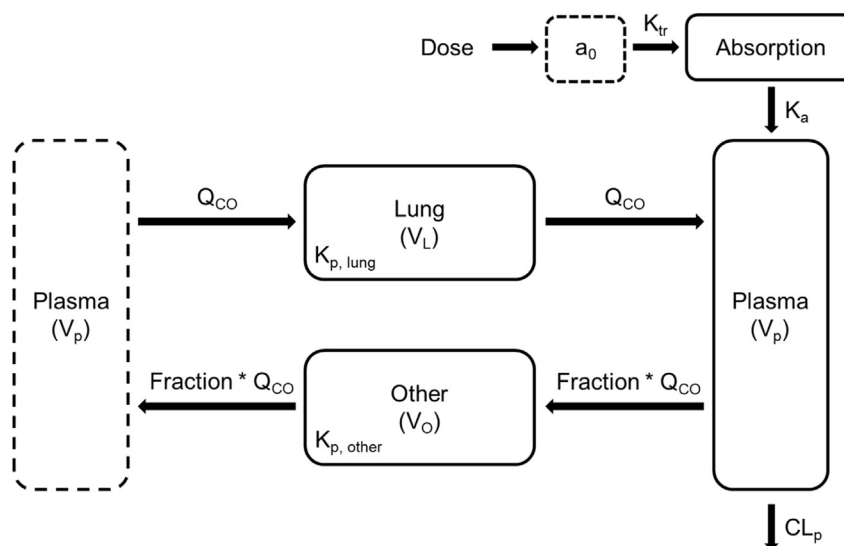 Dose
a0
Ktr
Absorption
Ka
QCO
Lung
(VL)
Kp, lung
QCO
Plasma
(Vp)
Plasma
(Vp)
Fraction * QCO
Other
(VO)
Kp, other
Fraction * QCO
CLp